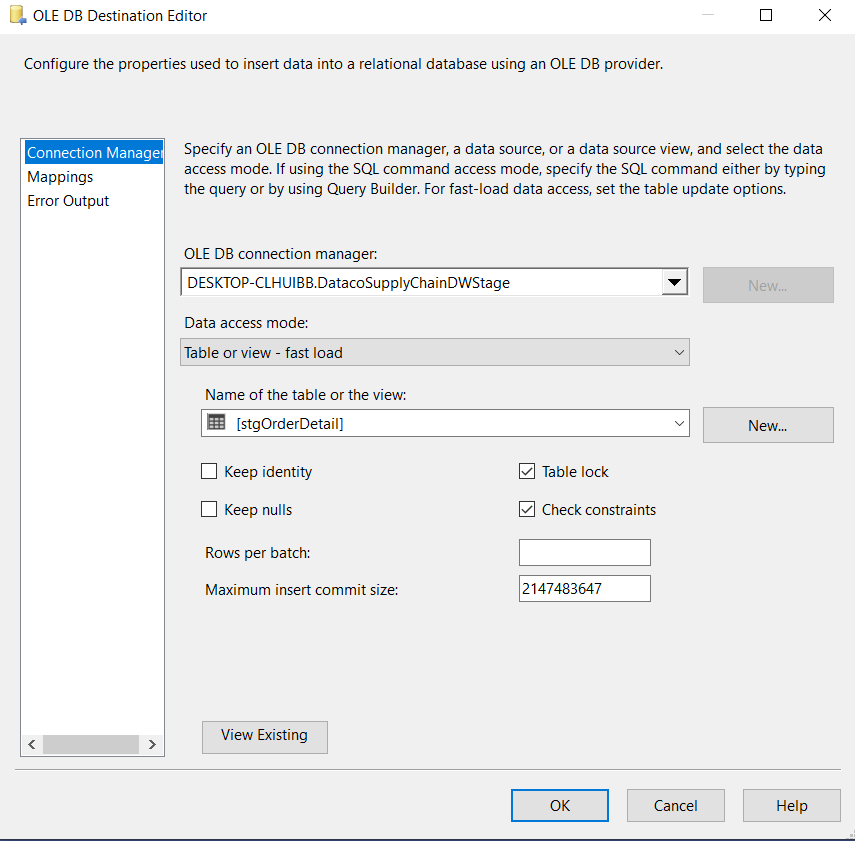 OLE DB Destination Editor
Configure the properties used to insert data into a relational database using an OLE DB provider.
Connection Manager
Mappings
Error Output
Specify an OLE DB connection manager, a data source, or a data source view, and select the data
access mode. If using the SQL command access mode, specify the SQL command either by typing
the query or by using Query Builder. For fast-load data access, set the table update options.
OLE DB connection manager:
DESKTOP-CLHUIBB.DatacoSupplyChainDWStage
New...
Data access mode:
Table or view - fast load
Name of the table or the view:
[stgOrderDetail]
New...
Keep identity
Table lock
Keep nulls
Check constraints
Rows per batch:
Maximum insert commit size:
2147483647
View Existing
OK
Cancel
Help